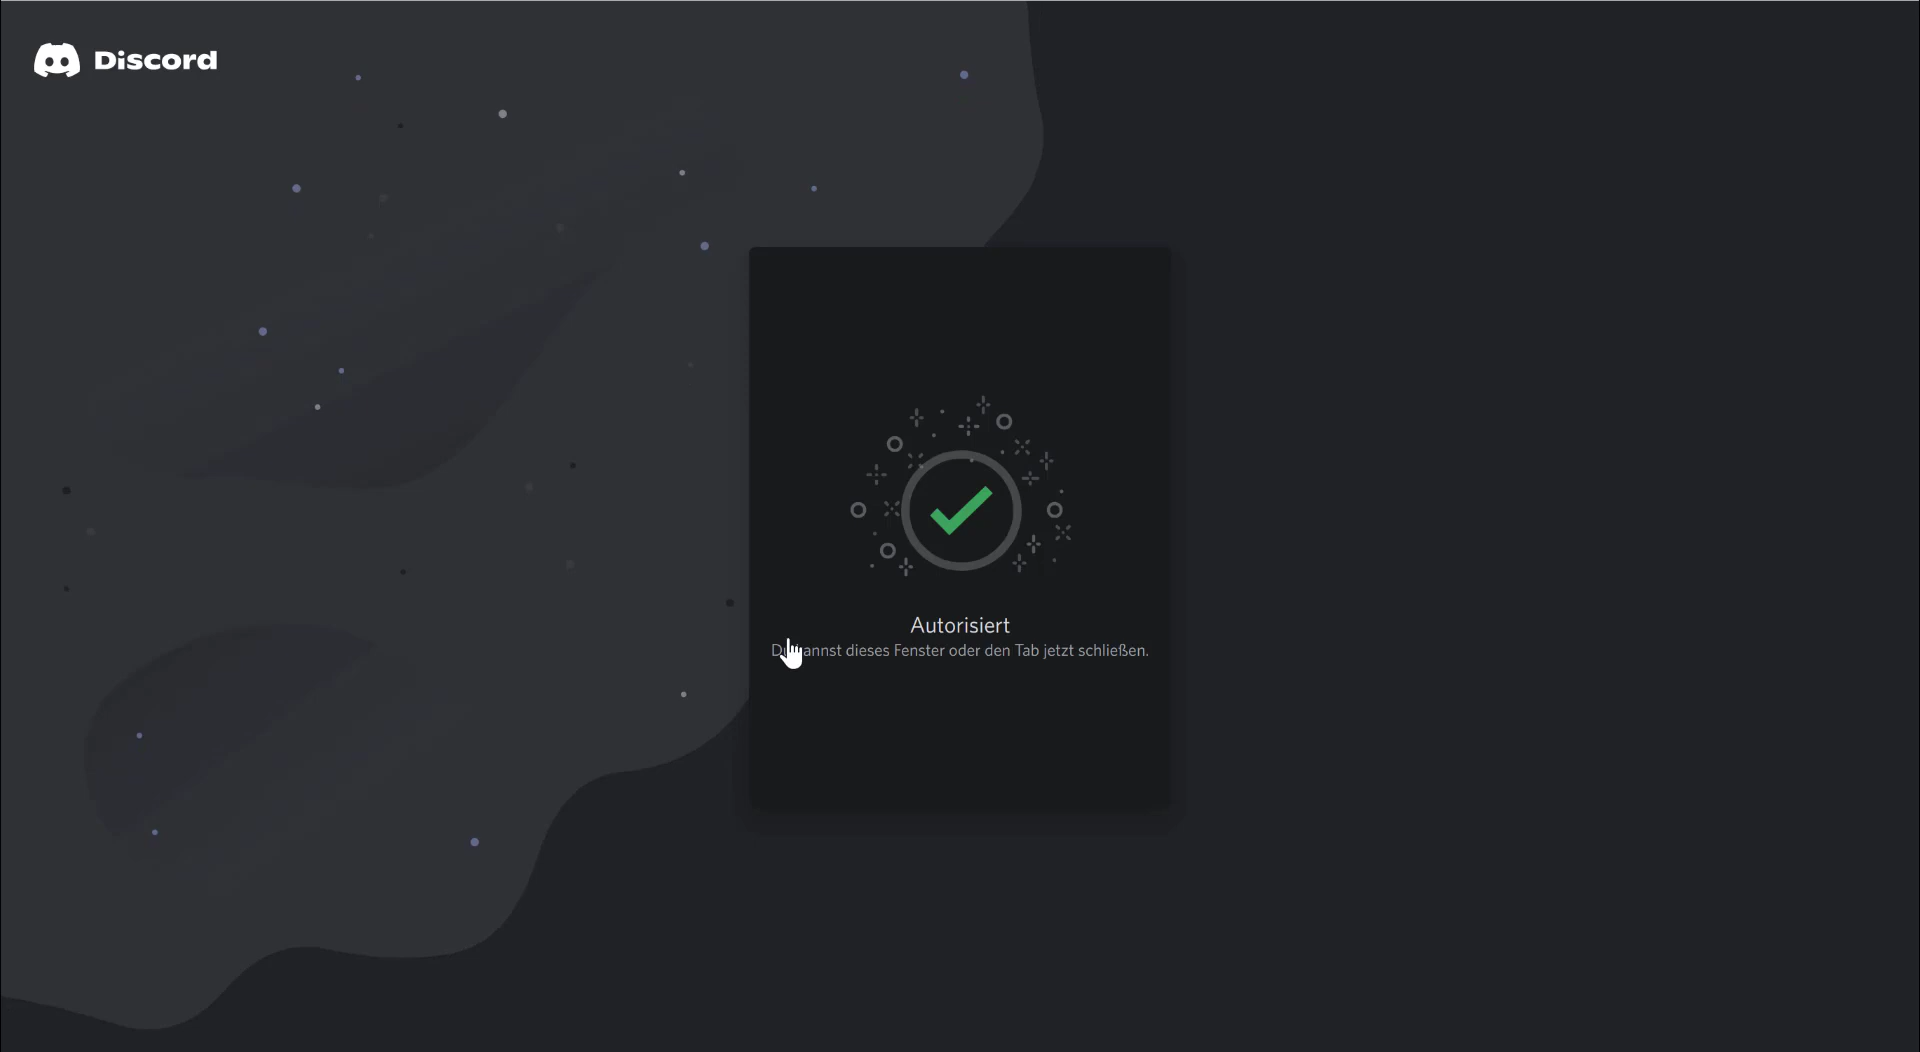 Discord
Autorisiert
dieses Fenster oder den Tab jetzt schließen.